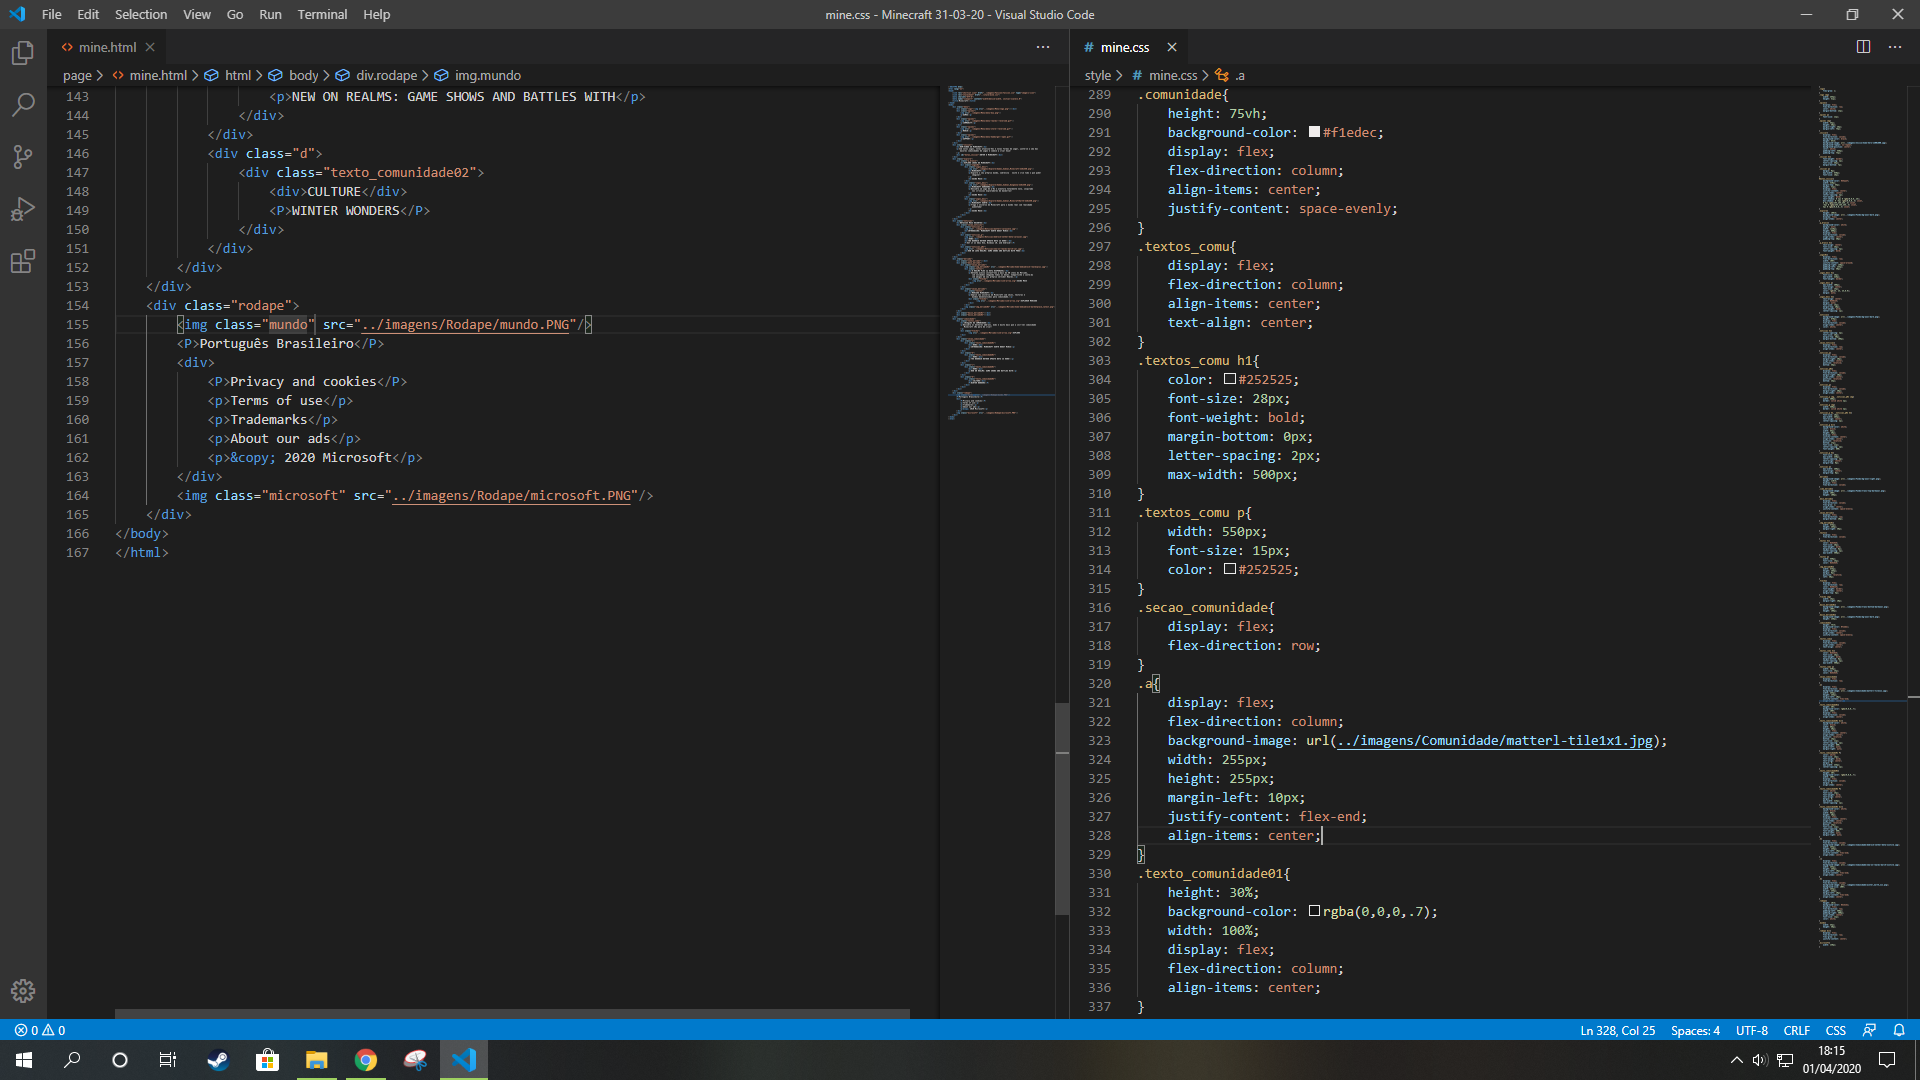 File Edit Selection View Go Run Terminal Help
mine.css - Minecraft 31-03-20 - Visual Studio Code
mine.html
page > mine.html > html > body > div.rodape > img.mundo
143 <p>NEW ON REALMS: GAME SHOWS AND BATTLES WITH</p>
144 </div>
145 </div>
146 <div class="d">
147 <div class="texto_comunidade02">
148 <div>CULTURE</div>
149 <P>WINTER WONDERS</P>
150 </div>
151 </div>
152 </div>
153 </div>
154 <div class="rodape">
155 <img class="mundo" src="../imagens/Rodape/mundo.PNG"/>
156 <P>Português Brasileiro</P>
157 <div>
158 <P>Privacy and cookies</P>
159 <p>Terms of use</p>
160 <p>Trademarks</p>
161 <p>About our ads</p>
162 <p>&copy; 2020 Microsoft</p>
163 </div>
164 <img class="microsoft" src="../imagens/Rodape/microsoft.PNG"/>
165 </div>
166 </body>
167 </html>
# mine.css
style > # mine.css > .a
289 .comunidade{
290 height: 75vh;
291 background-color: #f1edec;
292 display: flex;
293 flex-direction: column;
294 align-items: center;
295 justify-content: space-evenly;
296 }
297 .textos_comu{
298 display: flex;
299 flex-direction: column;
300 align-items: center;
301 text-align: center;
302 }
303 .textos_comu h1{
304 color: #252525;
305 font-size: 28px;
306 font-weight: bold;
307 margin-bottom: 0px;
308 letter-spacing: 2px;
309 max-width: 500px;
310 }
311 .textos_comu p{
312 width: 550px;
313 font-size: 15px;
314 color: #252525;
315 }
316 .secao_comunidade{
317 display: flex;
318 flex-direction: row;
319 }
320 .a{
321 display: flex;
322 flex-direction: column;
323 background-image: url(../imagens/Comunidade/matterl-tile1x1.jpg);
324 width: 255px;
325 height: 255px;
326 margin-left: 10px;
327 justify-content: flex-end;
328 align-items: center;
329 }
330 .texto_comunidade01{
331 height: 30%;
332 background-color: rgba(0,0,0,.7);
333 width: 100%;
334 display: flex;
335 flex-direction: column;
336 align-items: center;
337 }
0 0
Ln 328, Col 25 Spaces: 4 UTF-8 CRLF CSS
18:15
01/04/2020